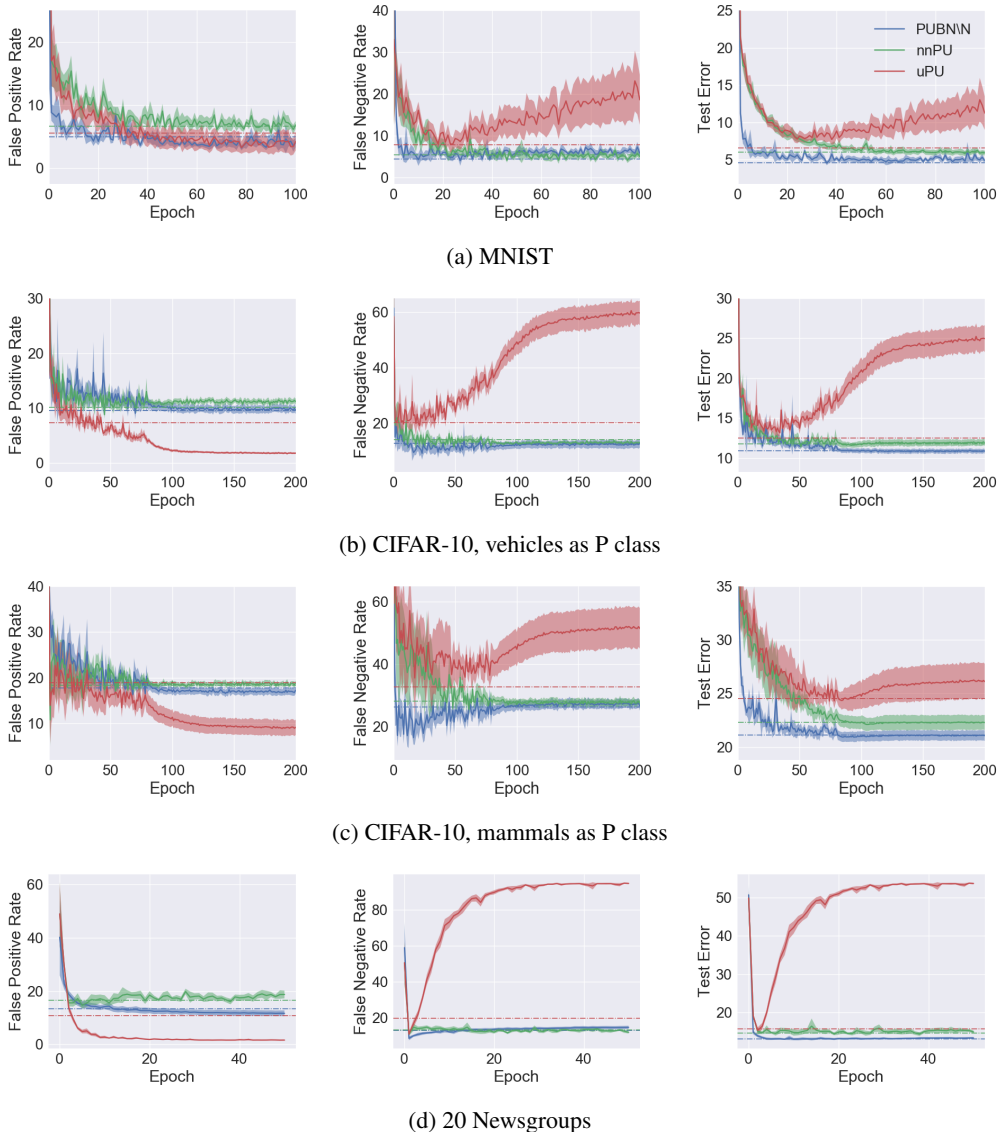 20
10
0
False Positive Rate
0 20 40 60 80 100
Epoch
40
30
20
10
0
False Negative Rate
0 20 40 60 80 100
Epoch
25
20
15
10
5
Test Error
PUBN\N
nnPU
uPU
0 20 40 60 80 100
Epoch
(a) MNIST
30
20
10
0
False Positive Rate
0 50 100 150 200
Epoch
60
40
20
0
False Negative Rate
0 50 100 150 200
Epoch
30
25
20
15
10
Test Error
0 50 100 150 200
Epoch
(b) CIFAR-10, vehicles as P class
40
30
20
10
False Positive Rate
0 50 100 150 200
Epoch
60
40
20
False Negative Rate
0 50 100 150 200
Epoch
35
30
25
20
Test Error
0 50 100 150 200
Epoch
(c) CIFAR-10, mammals as P class
60
40
20
0
False Positive Rate
0 20 40
Epoch
80
60
40
20
False Negative Rate
0 20 40
Epoch
50
40
30
20
Test Error
0 20 40
Epoch
(d) 20 Newsgroups